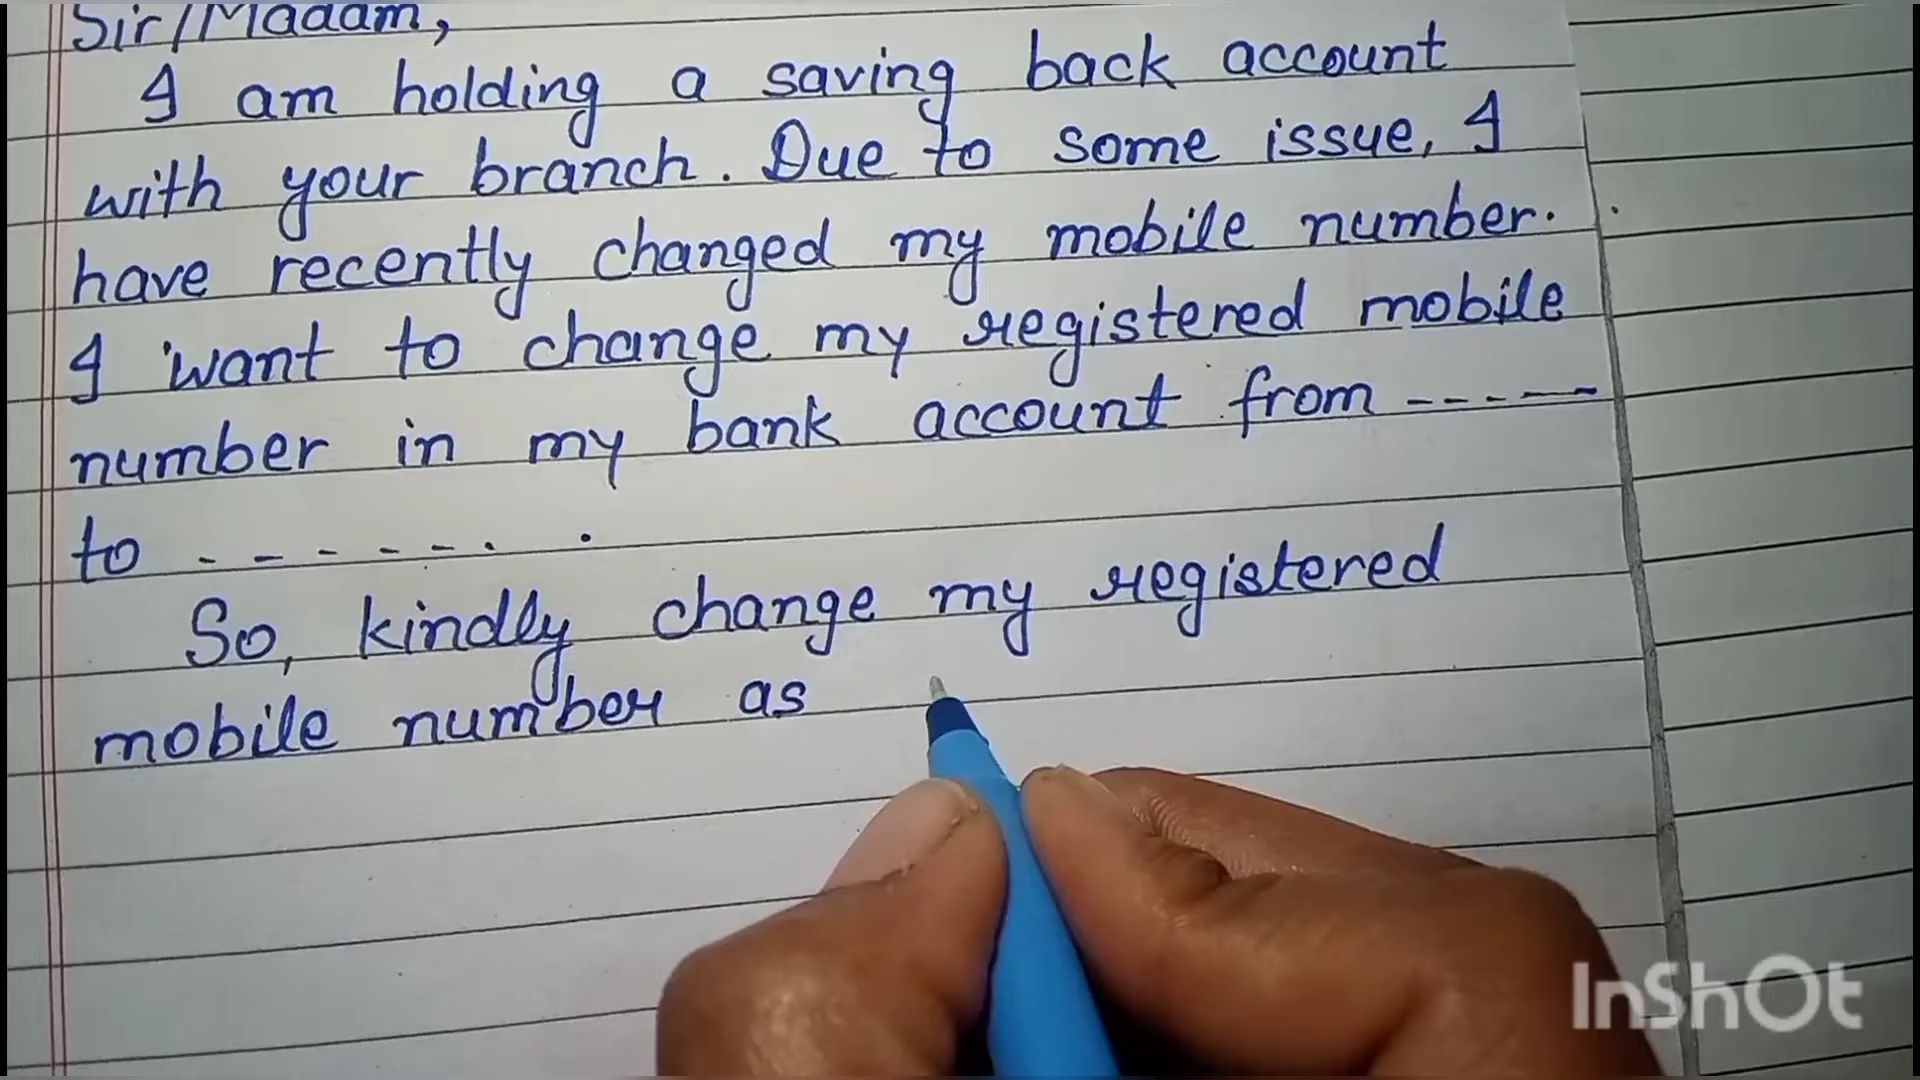 Sir/Madam,
I am holding a saving back account
with your branch. Due to some issue, I
have recently changed my mobile number.
I want to change my registered mobile
number in my bank account from -----
to - - - - - - .
So, kindly change my registered
mobile number as
InShOt